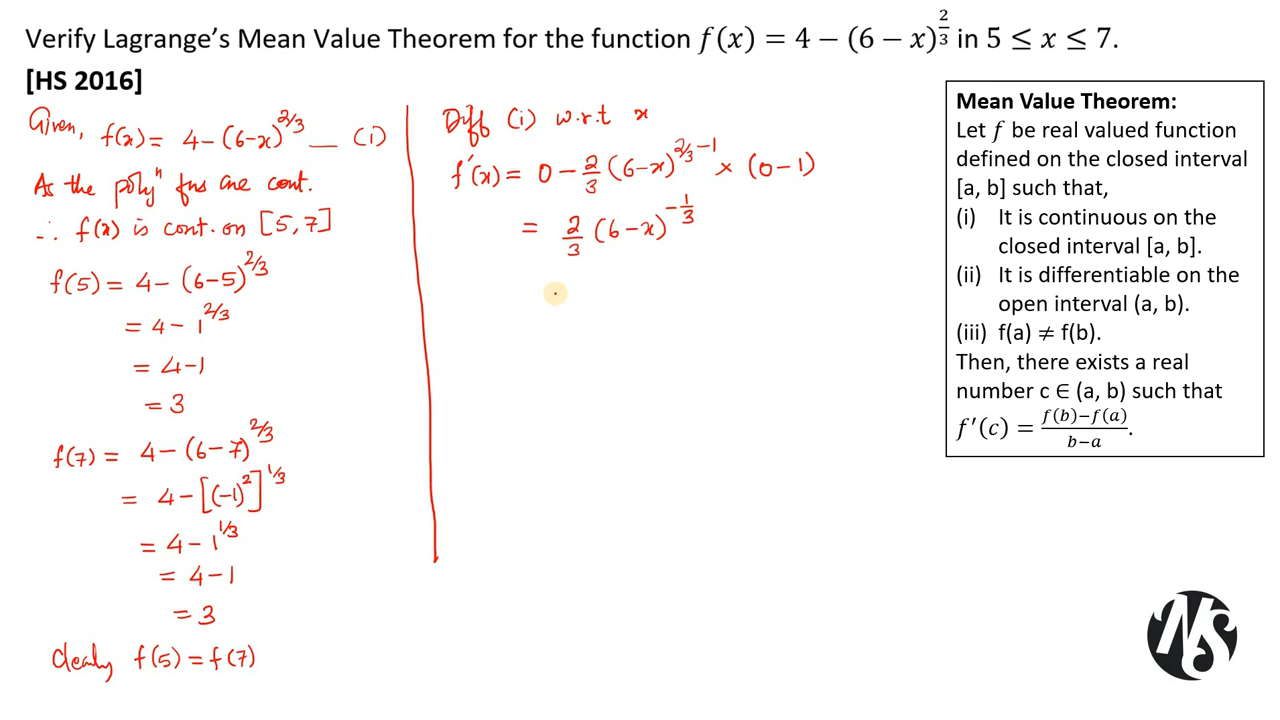 Verify Lagrange’s Mean Value Theorem for the function f(x) = 4 − (6 − x)^(2/3) in 5 ≤ x ≤ 7.
[HS 2016]
Given, f(x) = 4 − (6−x)^(2/3) — (i)
As the polyⁿ fns are cont.
∴ f(x) is cont. on [5,7]
f(5) = 4 − (6−5)^(2/3)
= 4 − 1^(2/3)
= 4−1
= 3
f(7) = 4 − (6−7)^(2/3)
= 4 − [(−1)²]^(1/3)
= 4 − 1^(1/3)
= 4−1
= 3
Clearly f(5) = f(7)
Diff (i) w.r.t x
f'(x) = 0 − 2/3 (6−x)^(2/3 −1) × (0−1)
= 2/3 (6−x)^(−1/3)
Mean Value Theorem:
Let f be real valued function
defined on the closed interval
[a, b] such that,
(i) It is continuous on the
closed interval [a, b].
(ii) It is differentiable on the
open interval (a, b).
(iii) f(a) ≠ f(b).
Then, there exists a real
number c ∈ (a, b) such that
f′(c) = (f(b)−f(a))/(b−a).
NS